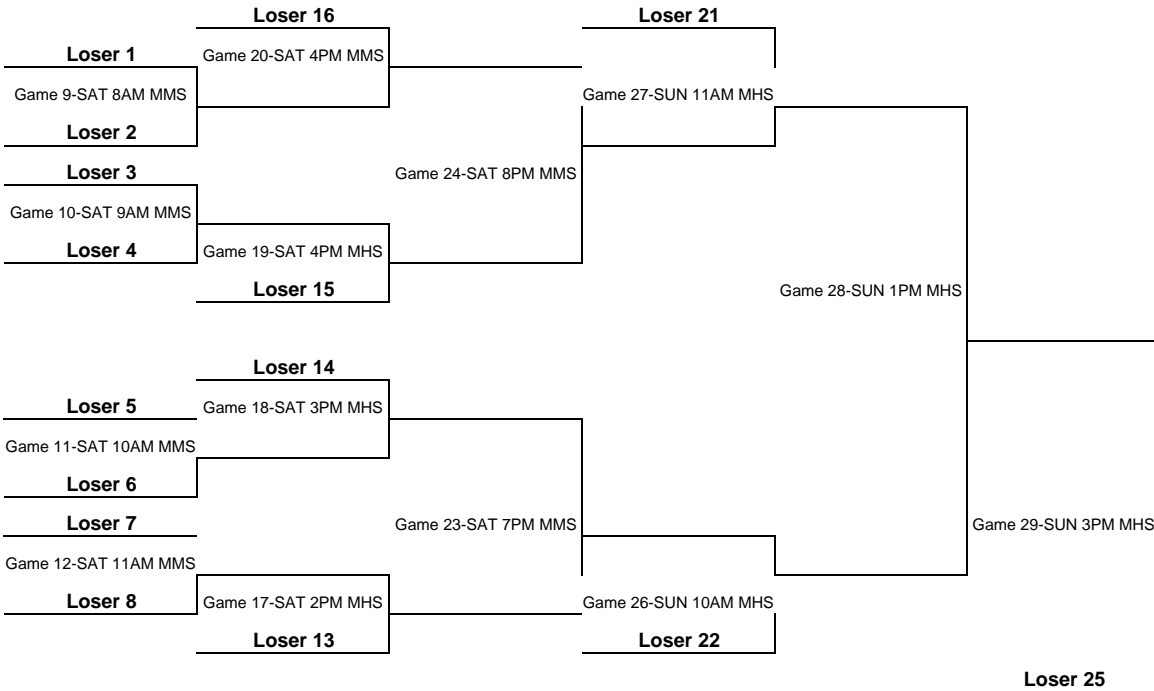 Loser 16
Loser 21
Loser 1
Game 20-SAT 4PM MMS
Game 9-SAT 8AM MMS
Game 27-SUN 11AM MHS
Loser 2
Loser 3
Game 24-SAT 8PM MMS
Game 10-SAT 9AM MMS
Loser 4
Game 19-SAT 4PM MHS
Loser 15
Game 28-SUN 1PM MHS
Loser 14
Loser 5
Game 18-SAT 3PM MHS
Game 11-SAT 10AM MMS
Loser 6
Loser 7
Game 23-SAT 7PM MMS
Game 29-SUN 3PM MHS
Game 12-SAT 11AM MMS
Loser 8
Game 17-SAT 2PM MHS
Game 26-SUN 10AM MHS
Loser 13
Loser 22
Loser 25